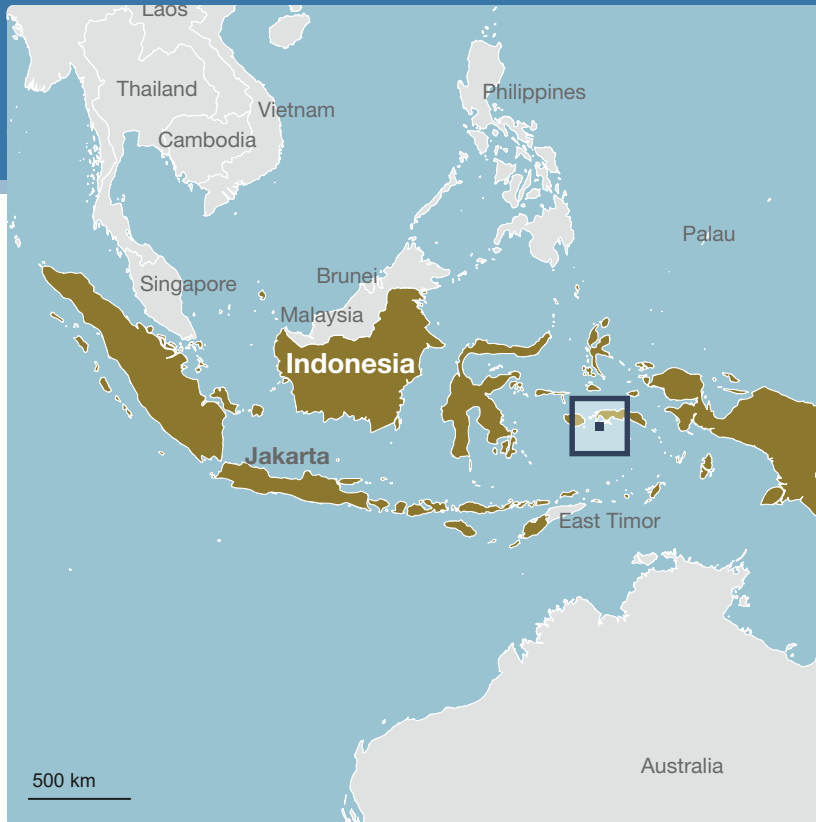 Laos
Thailand
Philippines
Vietnam
Cambodia
Palau
Brunei
Singapore
Malaysia
Indonesia
Jakarta
East Timor
Australia
500 km